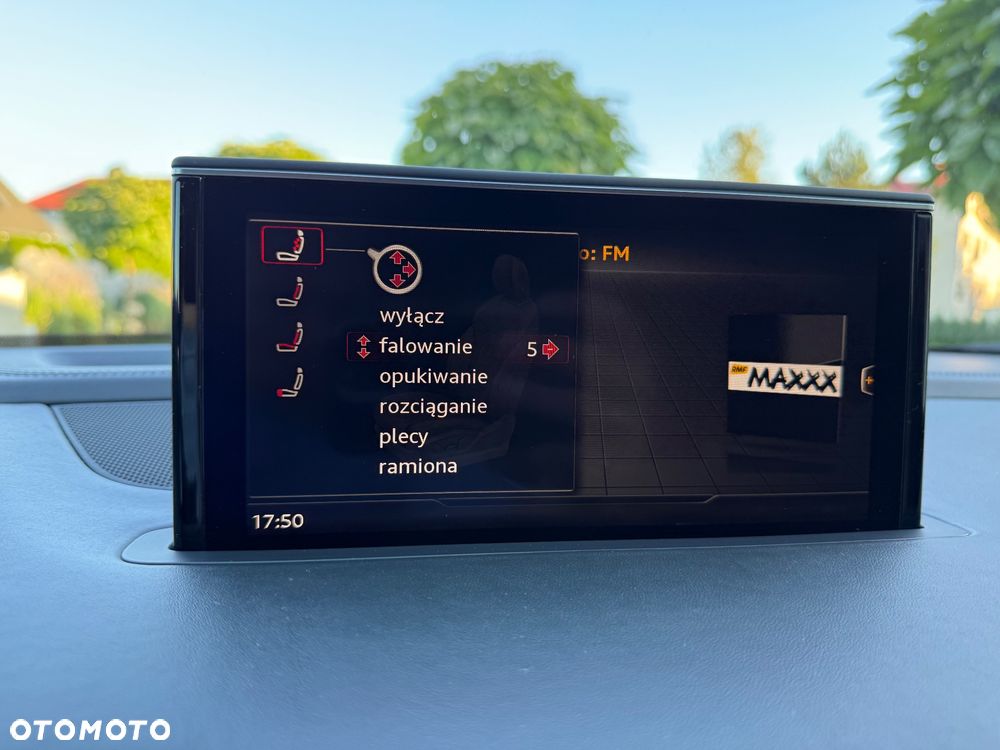 o: FM
wyłącz
falowanie 5
opukiwanie
rozciąganie
plecy
ramiona
RMF MAXXX
17:50
OTOMOTO